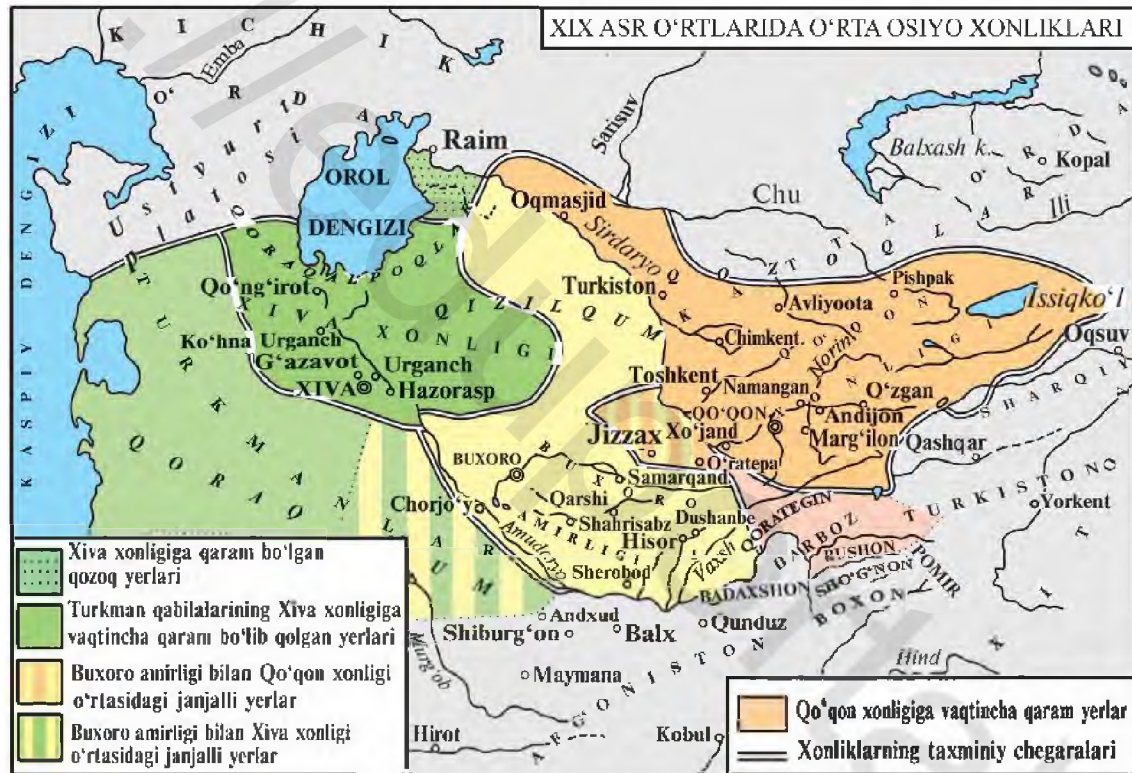 XIX ASR O‘RTLARIDA O‘RTA OSIYO XONLIKLARI
KICHIK
O‘RDA
Emba
Ustyurt
platosi
KASPIY DENGIZI
Raim
OROL
DENGIZI
Sarisuv
Balxash k.
Kopal
Chu
Ili
Oqmasjid
Sirdaryo
QORAQALPOQLAR
Qo‘ng‘irot
XIVA XONLIGI
QIZILQUM
Turkiston
Pishpak
Avliyoota
Issiqko‘l
Oqsuv
Chimkent.
Norin
Ko‘hna Urganch
G‘azavot
Urganch
XIVA
Hazorasp
Toshkent
Namangan
O‘zgan
QO‘QON
Andijon
Marg‘ilon
Xo‘jand
Jizzax
O‘ratepa
Qashqar
SHARQIY
TURKISTON
Yorkent
TURKMANLAR
QORAQUM
BUXORO
BUXORO
AMIRLIGI
Samarqand
Chorjo‘y
Qarshi
Shahrisabz
Dushanbe
Hisor
Amudaryo
Sherobod
Vaxsh
QORATEGIN
DARBOZ
RUSHON
SHO‘G‘NON
POMIR
BADAXSHON
BOXON
Andxud
Shiburg‘on
Balx
Qunduz
Murg‘ob
Maymana
AFG‘ONISTON
Hind
Hirot
Kobul
Xiva xonligiga qaram bo‘lgan
qozoq yerlari
Turkman qabilalarining Xiva xonligiga
vaqtincha qaram bo‘lib qolgan yerlari
Buxoro amirligi bilan Qo‘qon xonligi
o‘rtasidagi janjalli yerlar
Buxoro amirligi bilan Xiva xonligi
o‘rtasidagi janjalli yerlar
Qo‘qon xonligiga vaqtincha qaram yerlar
Xonliklarning taxminiy chegaralari